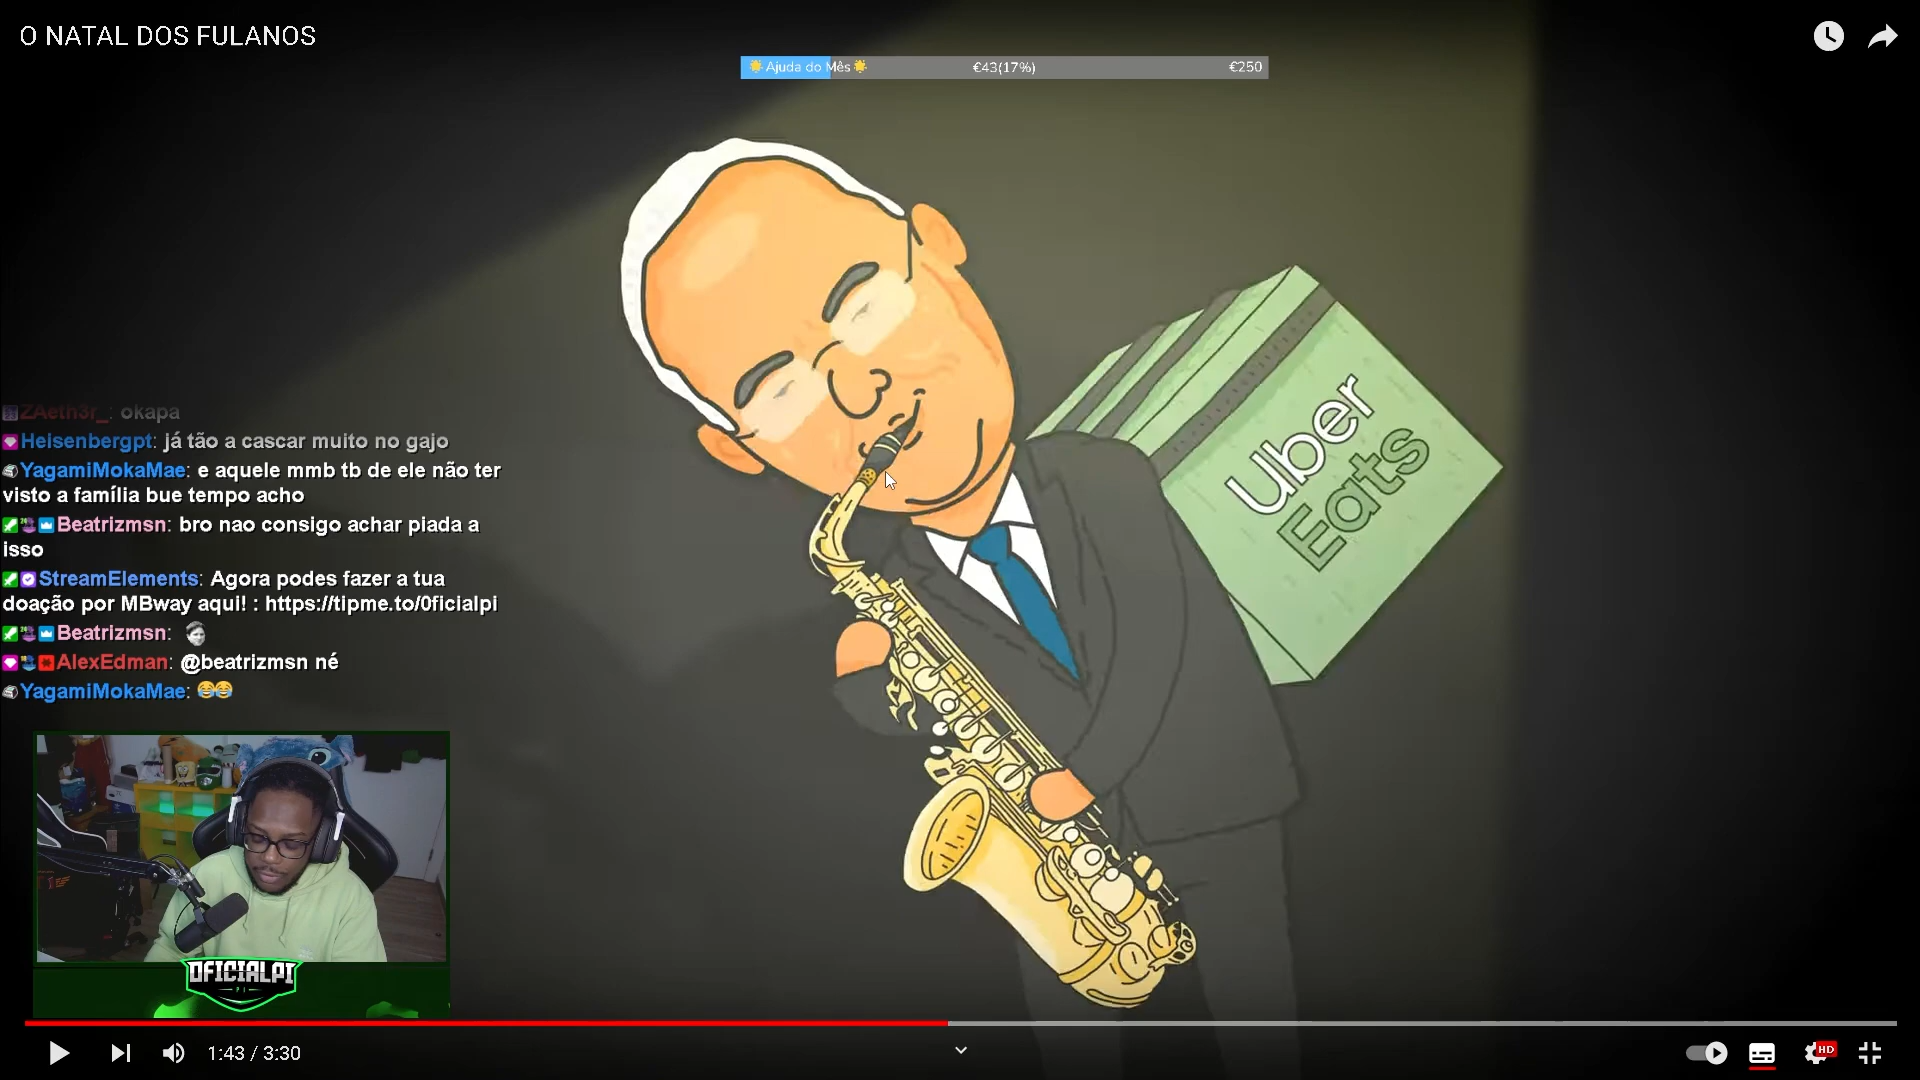 O NATAL DOS FULANOS
Ajuda do Mês €43(17%) €250
Uber
Eats
ZAeth3r_: okapa
Heisenbergpt: já tão a cascar muito no gajo
YagamiMokaMae: e aquele mmb tb de ele não ter
visto a família bue tempo acho
Beatrizmsn: bro nao consigo achar piada a
isso
StreamElements: Agora podes fazer a tua
doação por MBway aqui! : https://tipme.to/0ficialpi
Beatrizmsn:
AlexEdman: @beatrizmsn né
YagamiMokaMae: 😂😂
OFICIALPI
1:43 / 3:30
HD